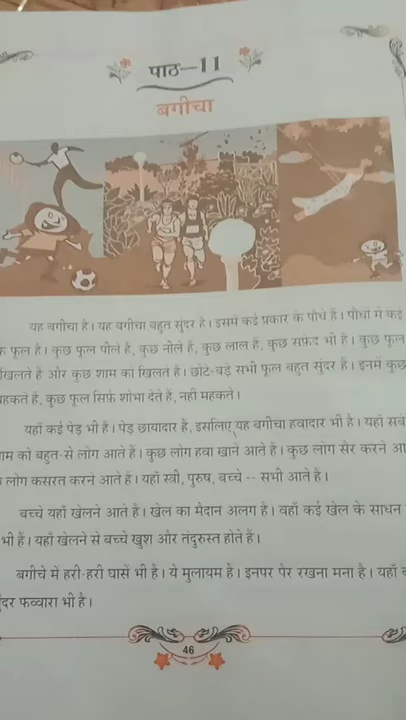 पाठ–11
बगीचा
यह बगीचा है। यह बगीचा बहुत सुंदर है। इसमें कई प्रकार के पौधे हैं। पौधों में कई
के फूल हैं। कुछ फूल पीले हैं, कुछ नीले हैं, कुछ लाल हैं, कुछ सफ़ेद भी हैं। कुछ फूल
खिलते हैं और कुछ शाम को खिलते हैं। छोटे-बड़े सभी फूल बहुत सुंदर हैं। इनमें कुछ
महकते हैं, कुछ फूल सिर्फ़ शोभा देते हैं, नहीं महकते।
यहाँ कई पेड़ भी हैं। पेड़ छायादार हैं, इसलिए यह बगीचा हवादार भी है। यहाँ
को बहुत-से लोग आते हैं। कुछ लोग हवा खाने आते हैं। कुछ लोग सैर करने
लोग कसरत करने आते हैं। यहाँ स्त्री, पुरुष, बच्चे -- सभी आते हैं।
बच्चे यहाँ खेलने आते हैं। खेल का मैदान अलग है। वहाँ कई खेल के साधन
भी हैं। यहाँ खेलने से बच्चे खुश और तंदुरुस्त होते हैं।
बगीचे में हरी-हरी घासें भी हैं। ये मुलायम हैं। इनपर पैर रखना मना है। यहाँ
फव्वारा भी है।
46